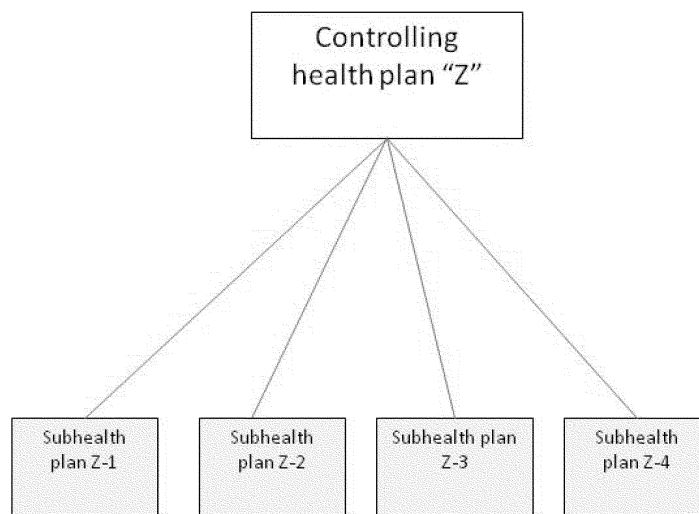 Controlling
health plan “Z”
Subhealth
plan Z-1
Subhealth
plan Z-2
Subhealth plan
Z-3
Subhealth
plan Z-4